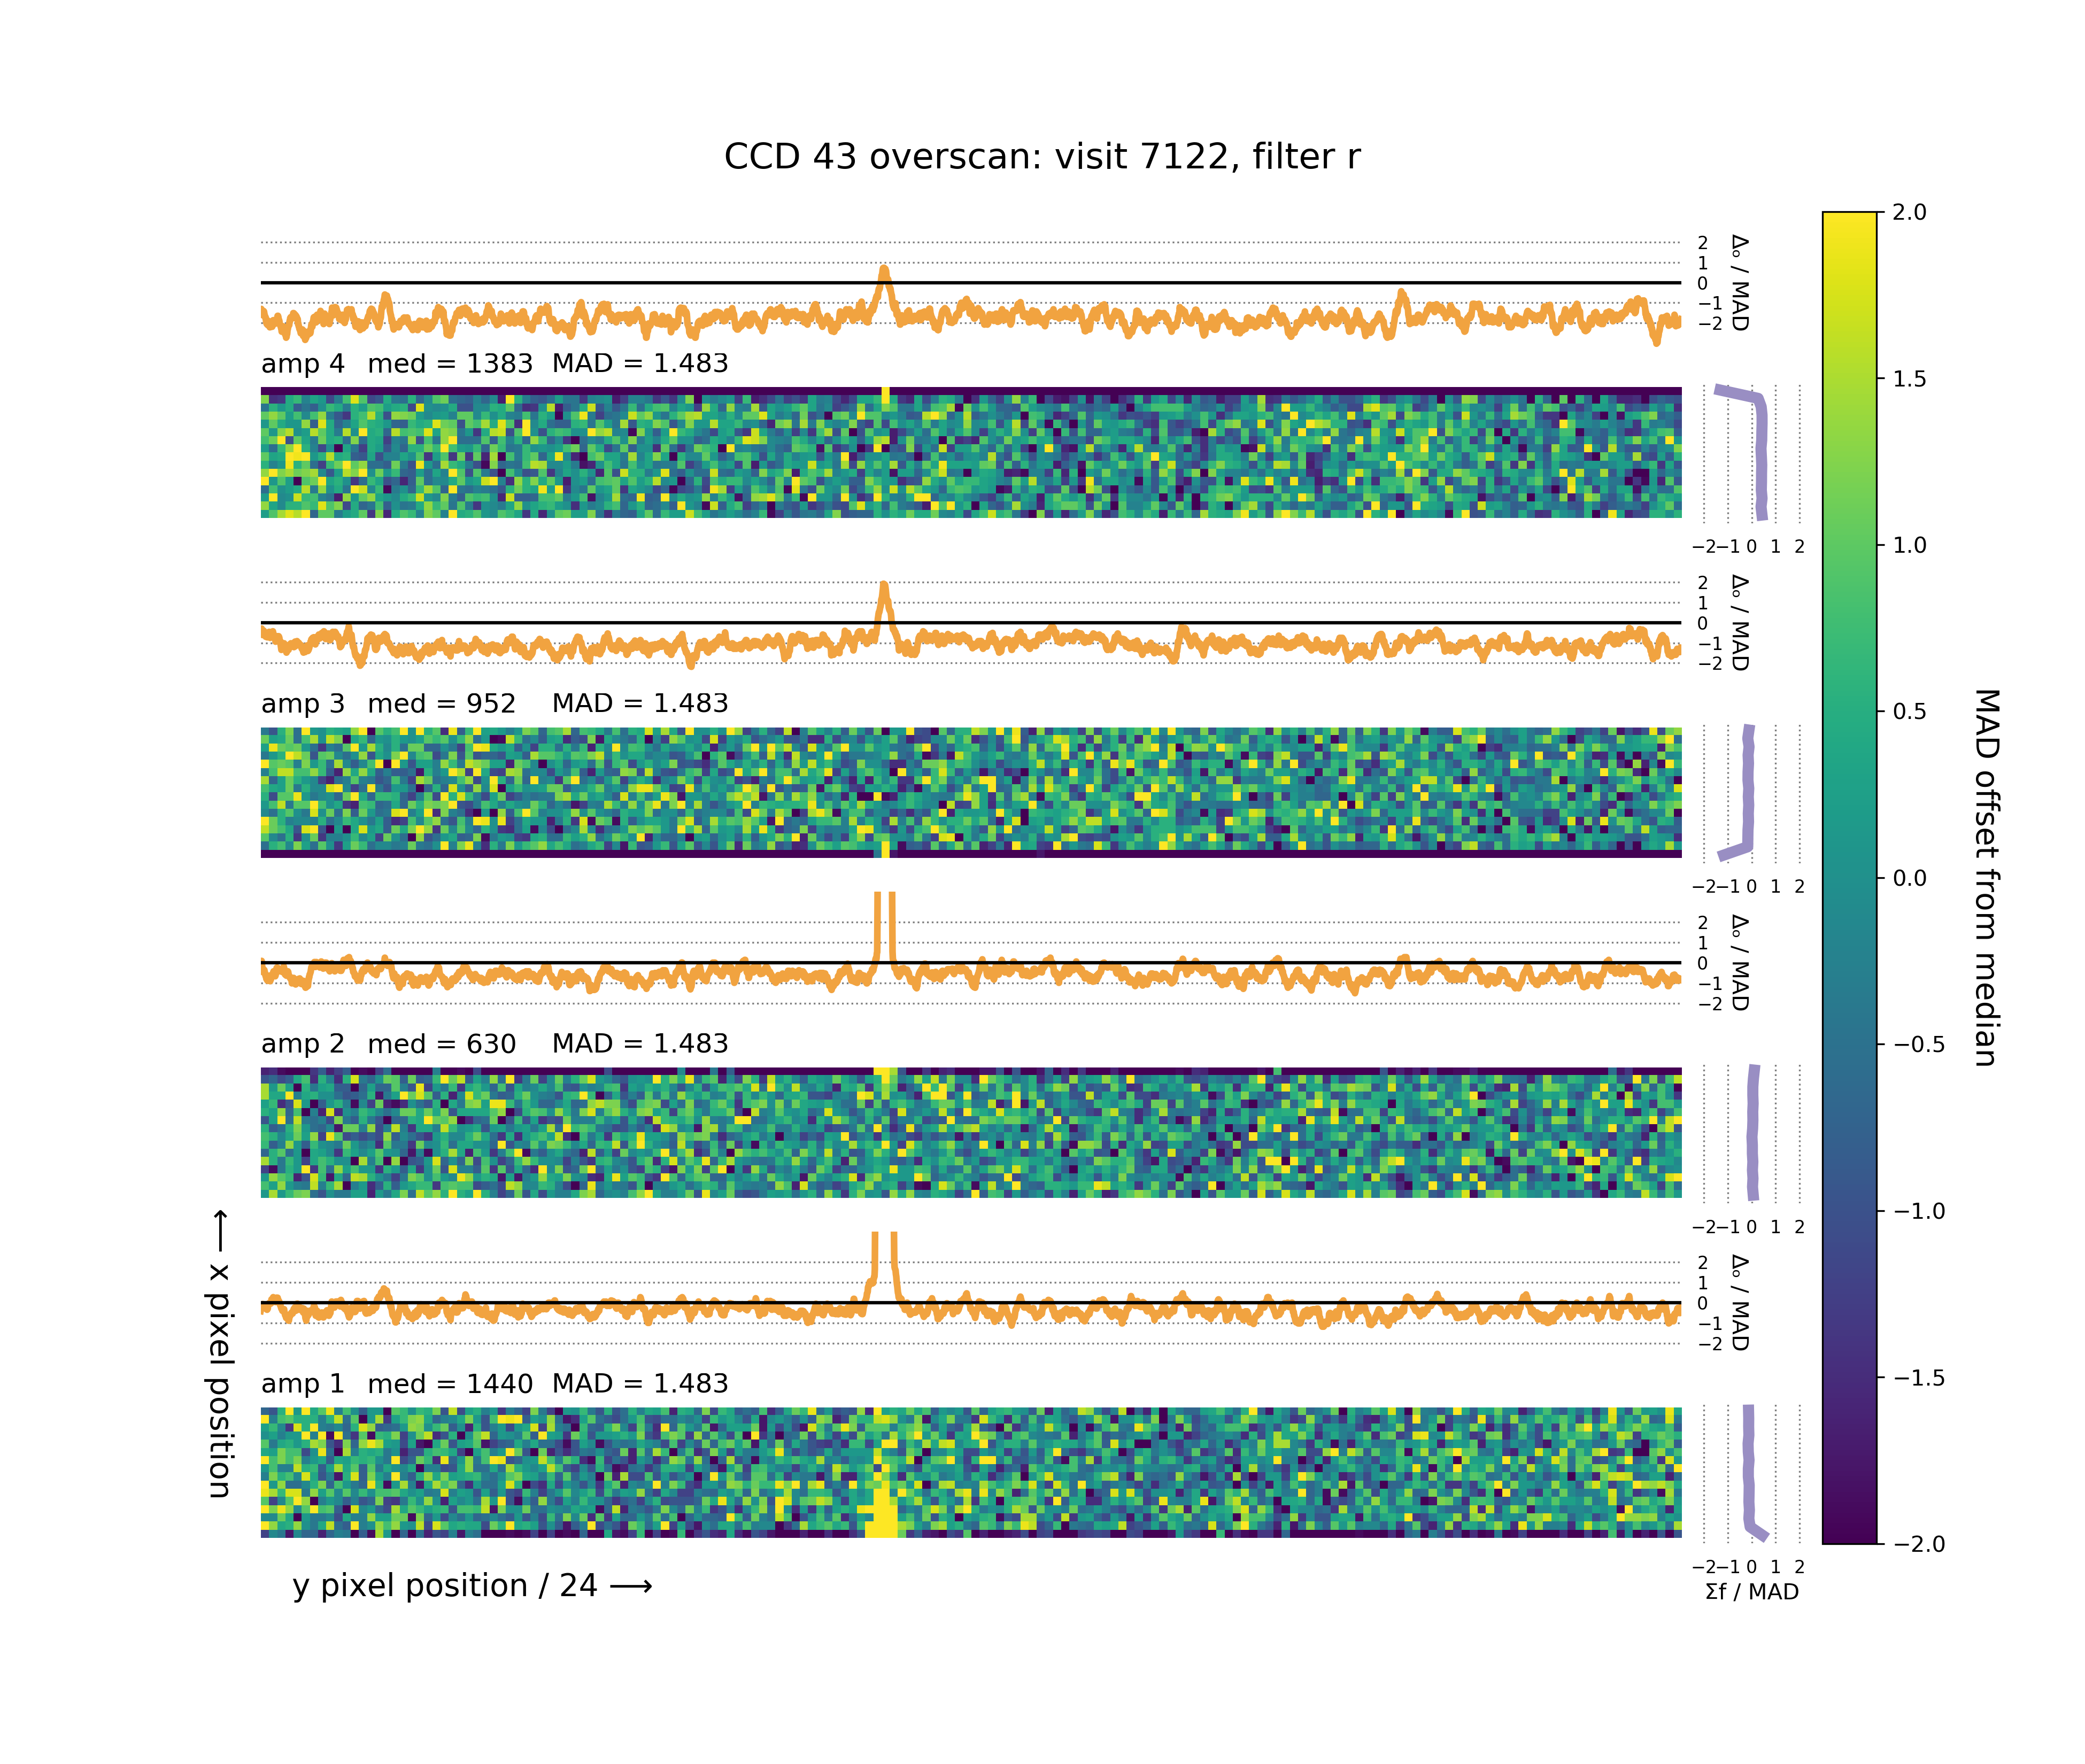 CCD 43 overscan: visit 7122, filter r
2
1
0
−1
−2
Δₒ / MAD
amp 4 med = 1383 MAD = 1.483
−2 −1 0 1 2
2
1
0
−1
−2
Δₒ / MAD
amp 3 med = 952 MAD = 1.483
−2 −1 0 1 2
2
1
0
−1
−2
Δₒ / MAD
amp 2 med = 630 MAD = 1.483
−2 −1 0 1 2
2
1
0
−1
−2
Δₒ / MAD
amp 1 med = 1440 MAD = 1.483
−2 −1 0 1 2
Σf / MAD
⟵ x pixel position
y pixel position / 24 ⟶
2.0
1.5
1.0
0.5
0.0
−0.5
−1.0
−1.5
−2.0
MAD offset from median